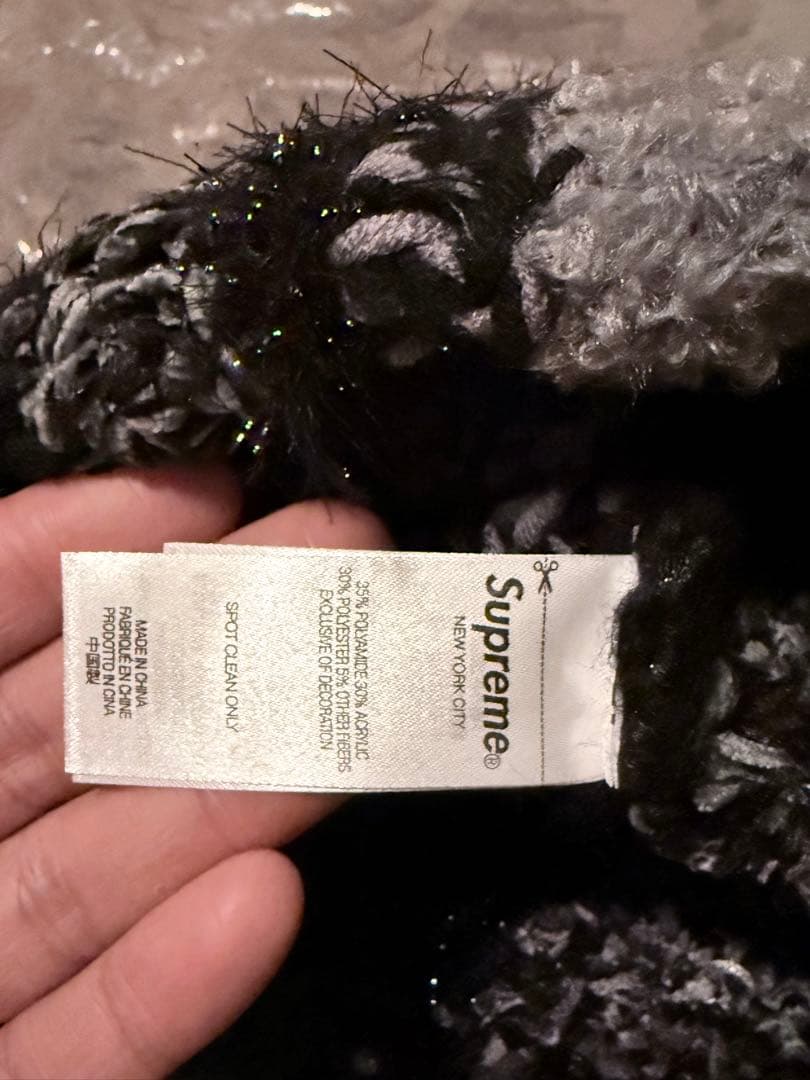 Supreme®
NEW YORK CITY
35% POLYAMIDE 30% ACRYLIC
30% POLYESTER 5% OTHER FIBERS
EXCLUSIVE OF DECORATION
SPOT CLEAN ONLY
MADE IN CHINA
FABRIQUÉ EN CHINE
PRODOTTO IN CINA
中国製